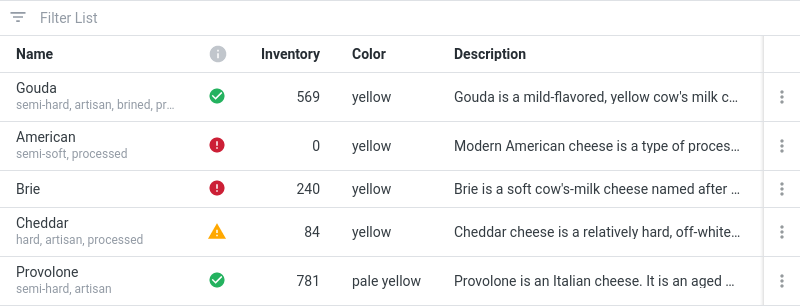 Filter List
Name Inventory Color Description
Gouda
semi-hard, artisan, brined, pr...
569 yellow Gouda is a mild-flavored, yellow cow's milk c...
American
semi-soft, processed
0 yellow Modern American cheese is a type of proces...
Brie 240 yellow Brie is a soft cow's-milk cheese named after ...
Cheddar
hard, artisan, processed
84 yellow Cheddar cheese is a relatively hard, off-white...
Provolone
semi-hard, artisan
781 pale yellow Provolone is an Italian cheese. It is an aged ...